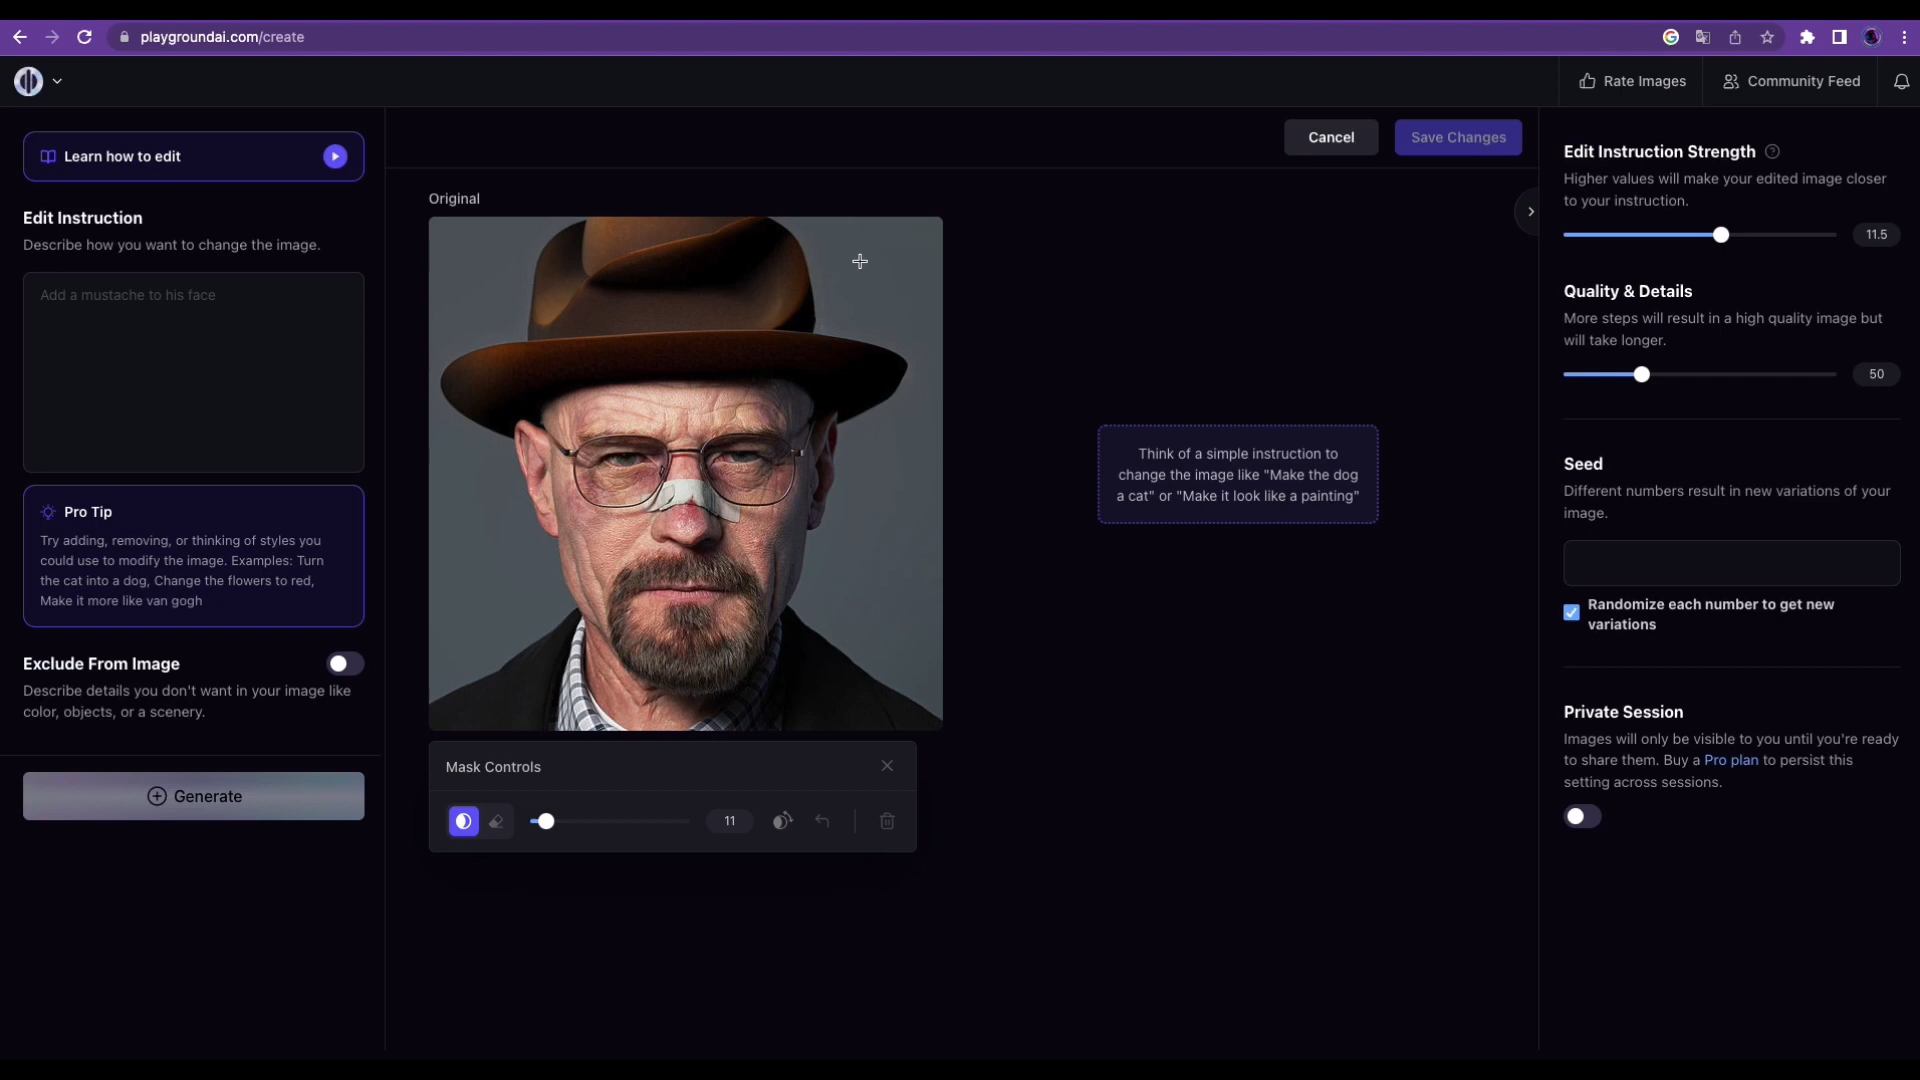 playgroundai.com/create
Rate Images
Community Feed
Learn how to edit
Cancel
Save Changes
Edit Instruction
Describe how you want to change the image.
Add a mustache to his face
Pro Tip
Try adding, removing, or thinking of styles you
could use to modify the image. Examples: Turn
the cat into a dog, Change the flowers to red,
Make it more like van gogh
Exclude From Image
Describe details you don't want in your image like
color, objects, or a scenery.
Generate
Original
Mask Controls
11
Think of a simple instruction to
change the image like "Make the dog
a cat" or "Make it look like a painting"
Edit Instruction Strength
Higher values will make your edited image closer
to your instruction.
11.5
Quality & Details
More steps will result in a high quality image but
will take longer.
50
Seed
Different numbers result in new variations of your
image.
Randomize each number to get new
variations
Private Session
Images will only be visible to you until you're ready
to share them. Buy a Pro plan to persist this
setting across sessions.